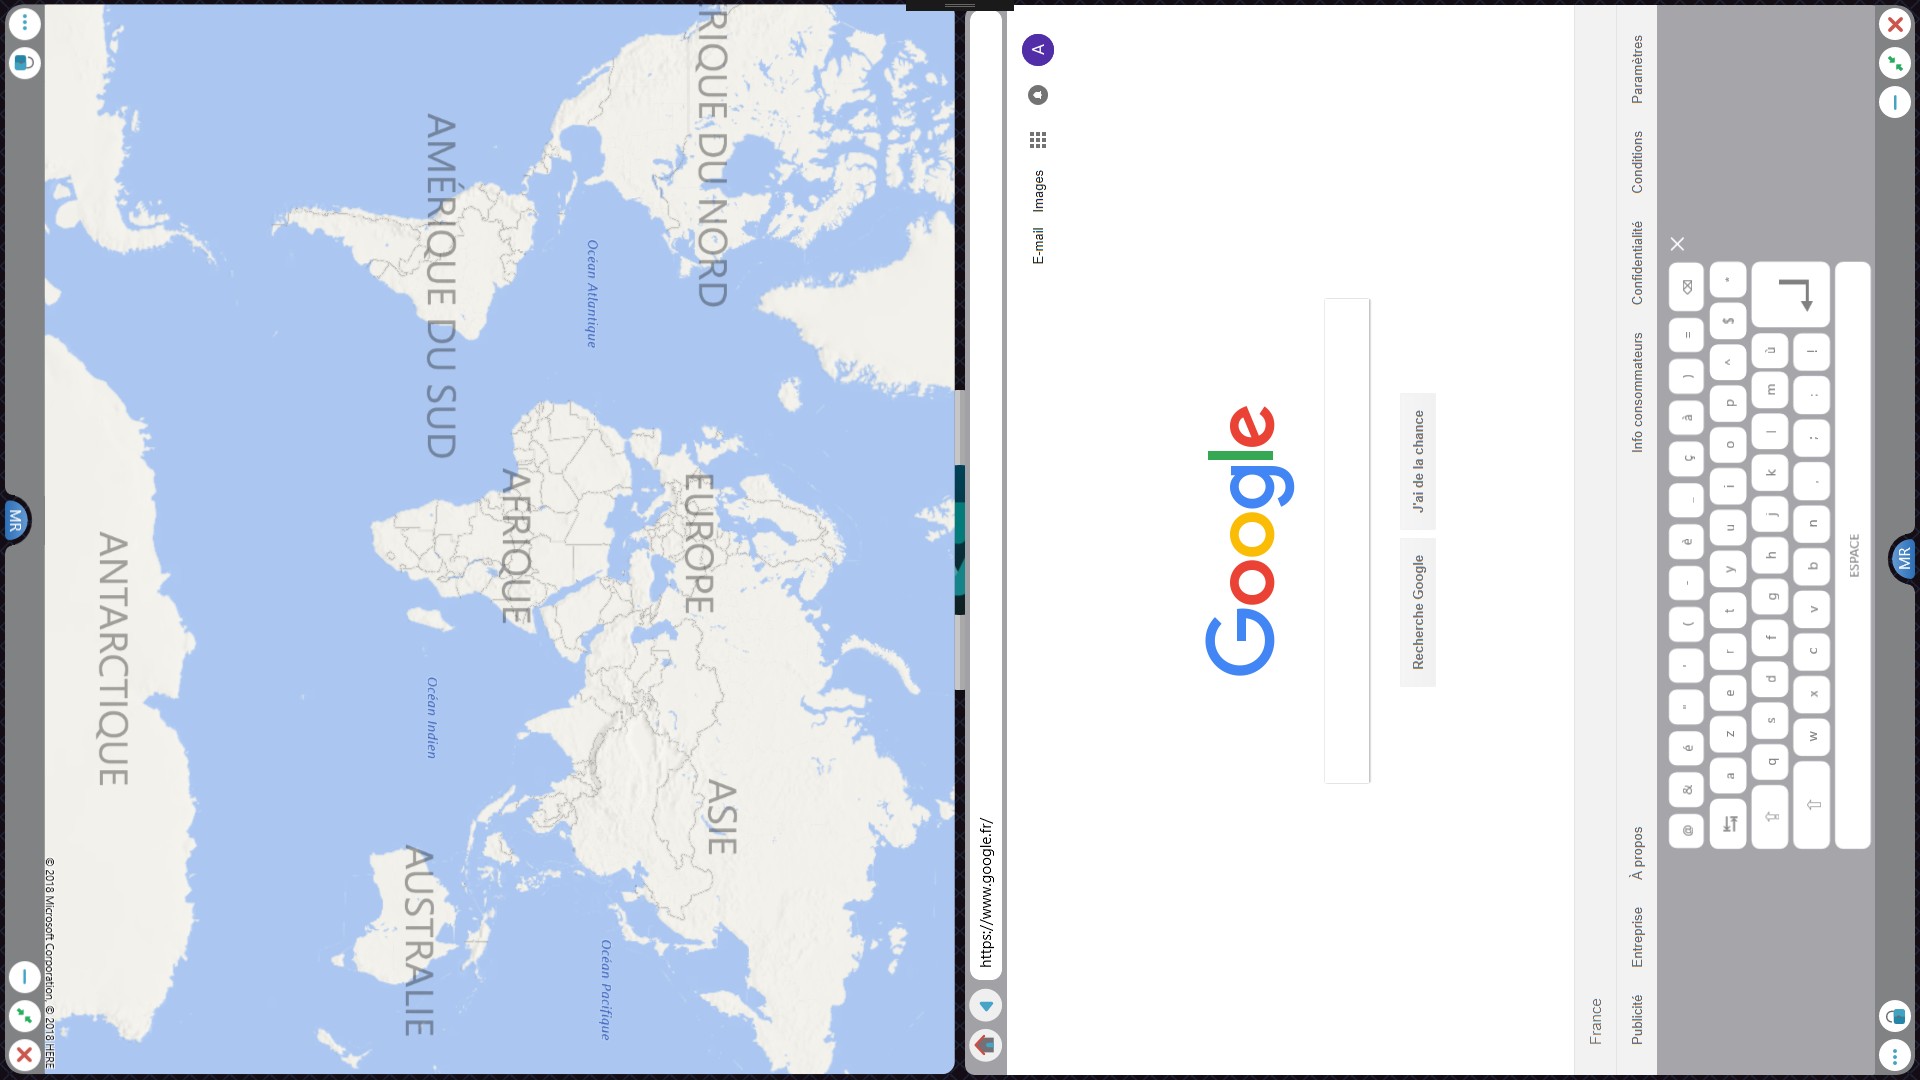 RIQUE DU NORD
AMÉRIQUE DU SUD
Océan Atlantique
EUROPE
AFRIQUE
ASIE
Océan Indien
ANTARCTIQUE
AUSTRALIE
Océan Pacifique
© 2018 Microsoft Corporation, © 2018 HERE
MR
https://www.google.fr/
E-mail Images A
Google
Recherche Google J'ai de la chance
France
Publicité Entreprise À propos Info consommateurs Confidentialité Conditions Paramètres
@ & é " ' ( - è _ ç à ) =
a z e r t y u i o p ^ $ *
q s d f g h j k l m ù
w x c v b n , ; : !
ESPACE
MR